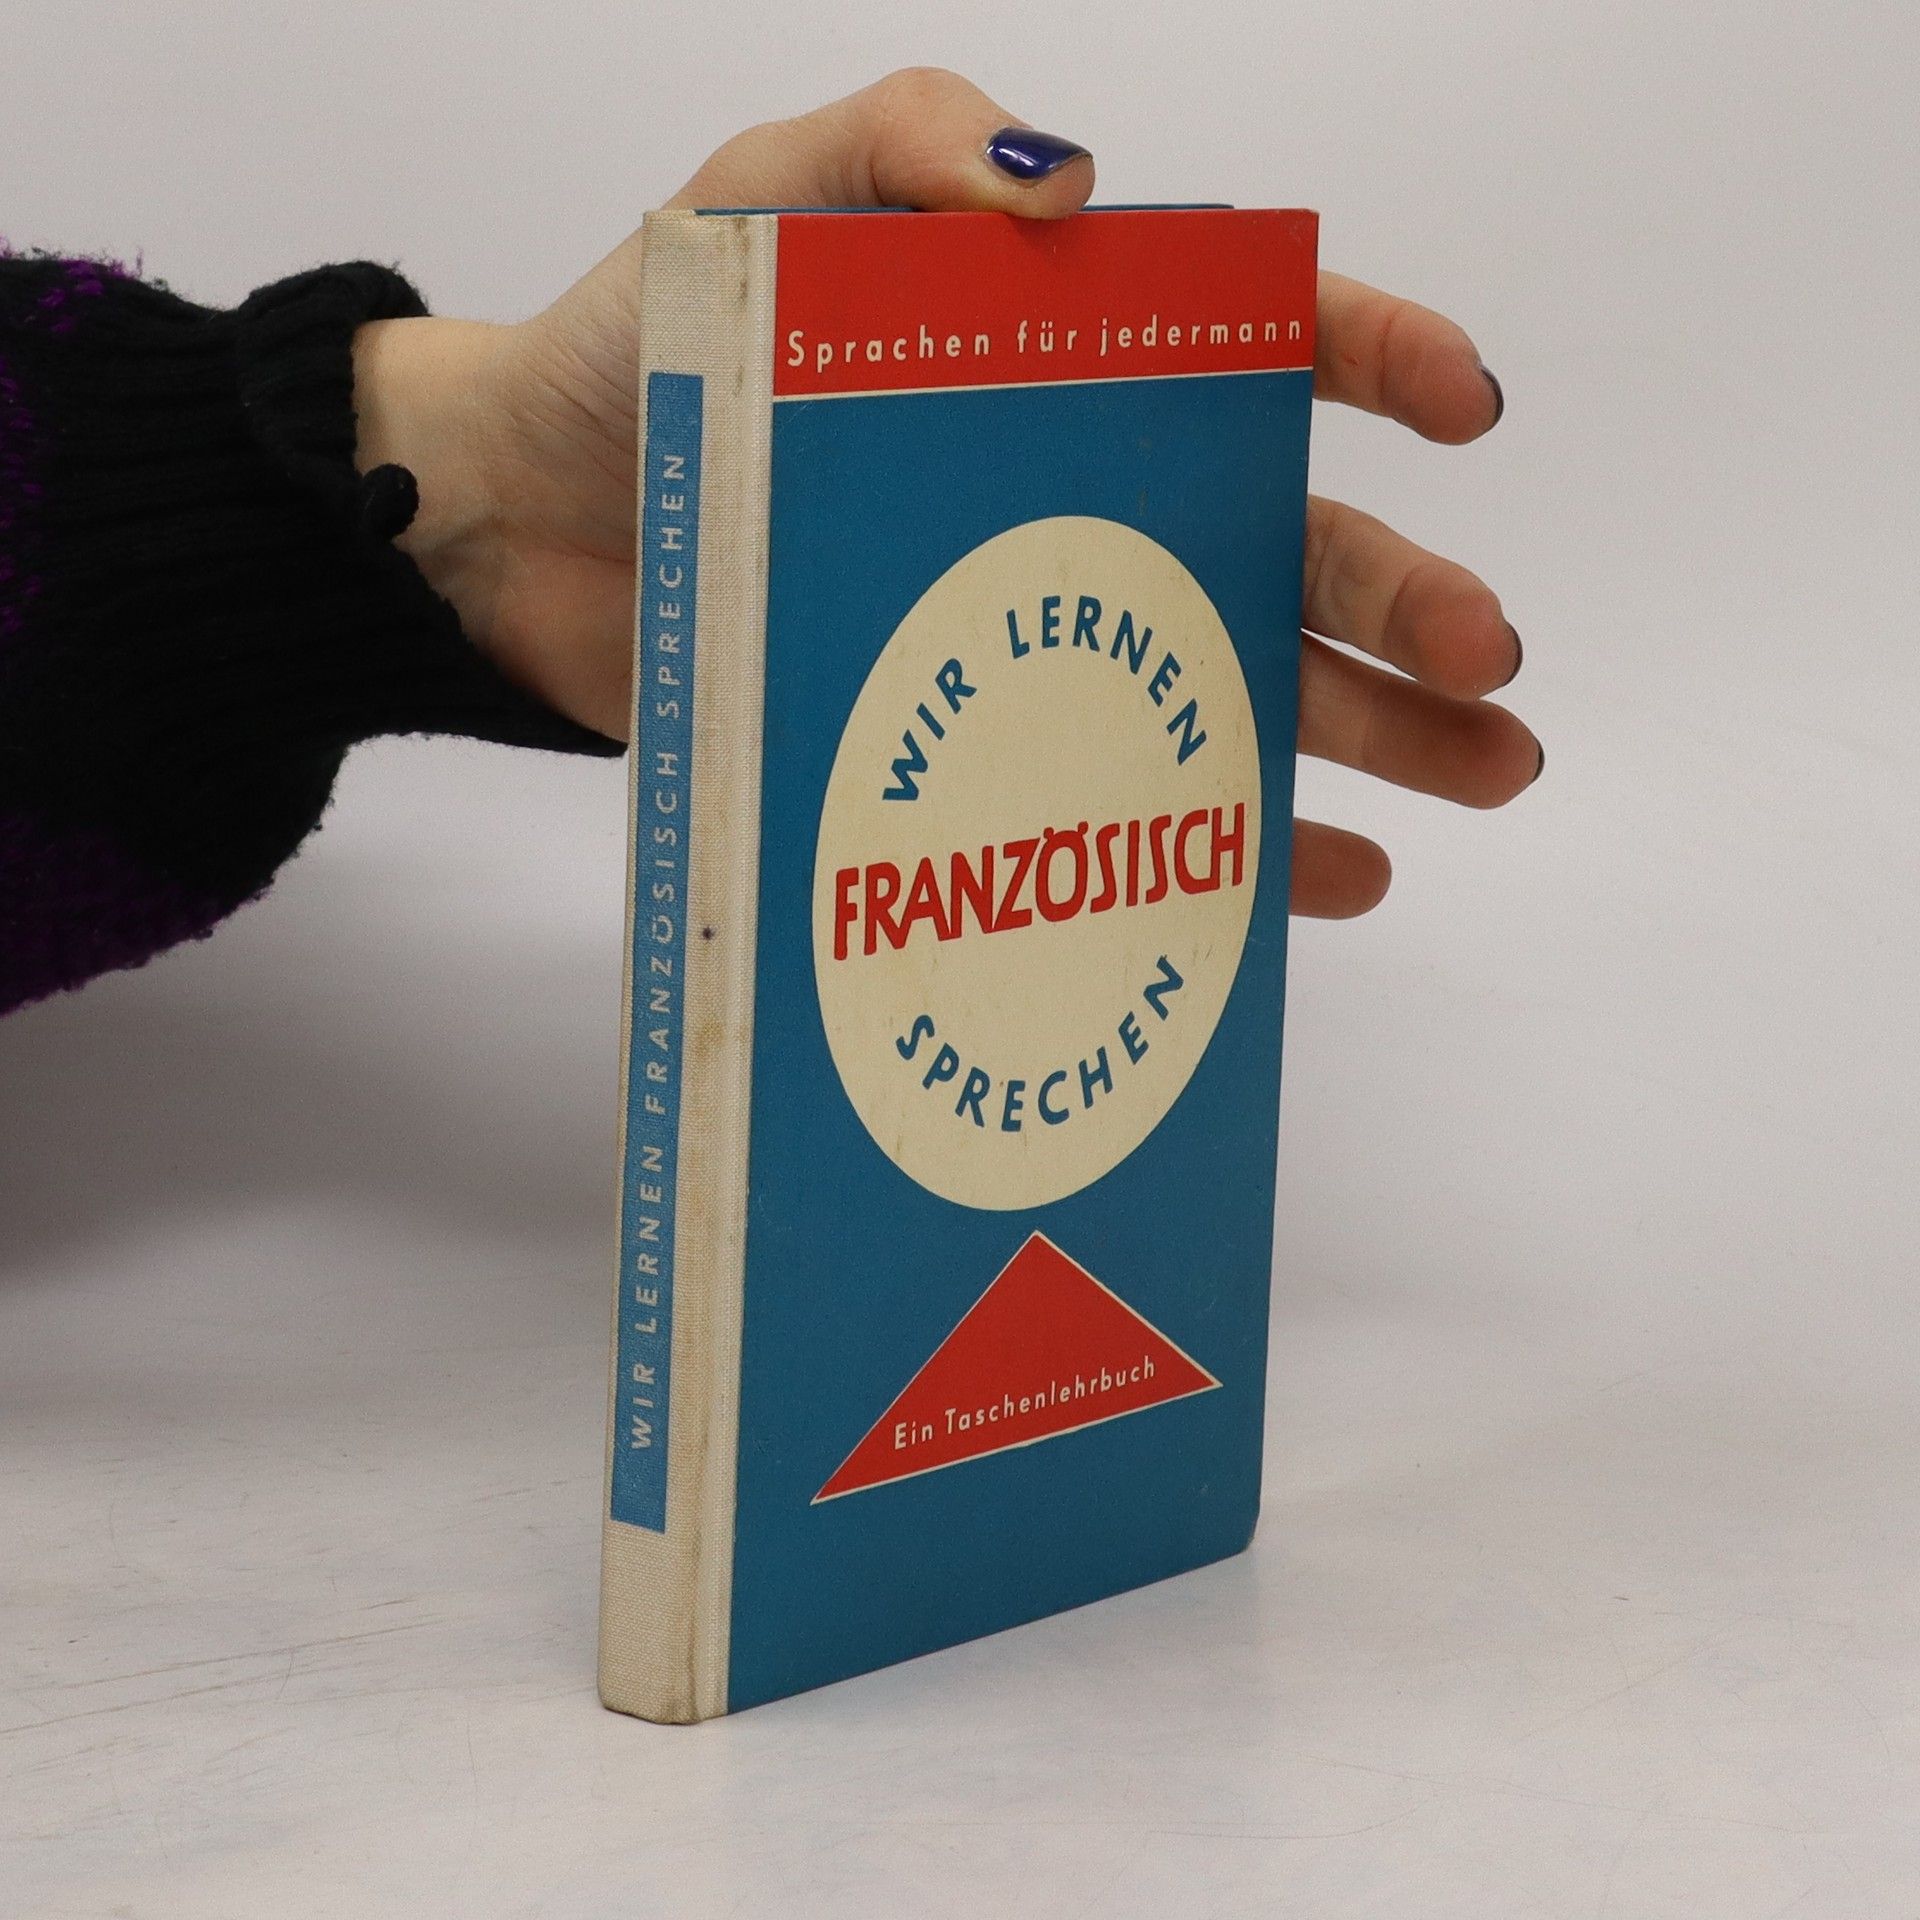 WIR LERNEN FRANZÖSISCH SPRECHEN
Sprachen für jedermann
WIR LERNEN
FRANZÖSISCH
SPRECHEN
Ein Taschenlehrbuch